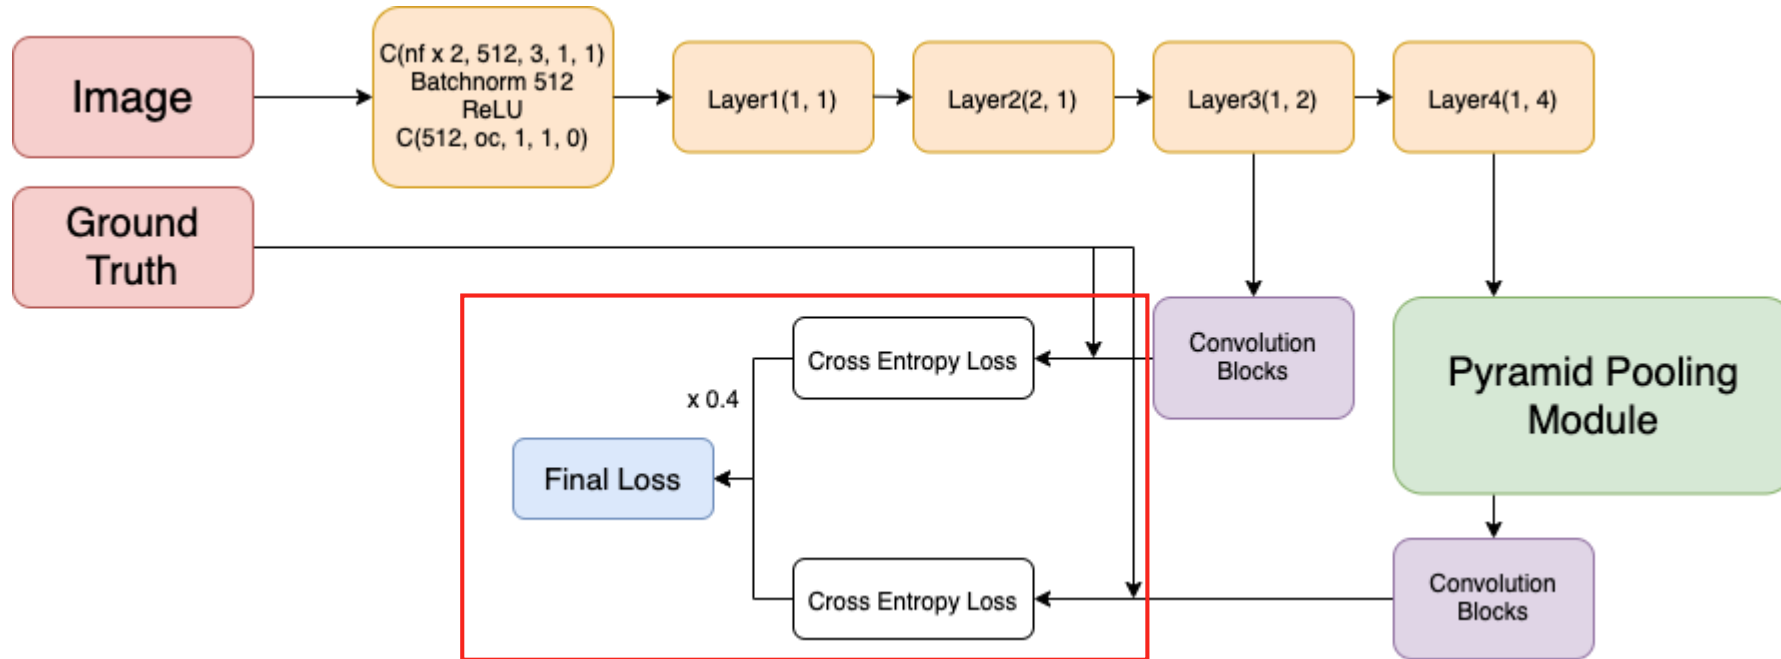 Image
C(nf x 2, 512, 3, 1, 1)
Batchnorm 512
ReLU
C(512, oc, 1, 1, 0)
Layer1(1, 1)
Layer2(2, 1)
Layer3(1, 2)
Layer4(1, 4)
Ground
Truth
Cross Entropy Loss
Convolution
Blocks
Pyramid Pooling
Module
x 0.4
Final Loss
Cross Entropy Loss
Convolution
Blocks